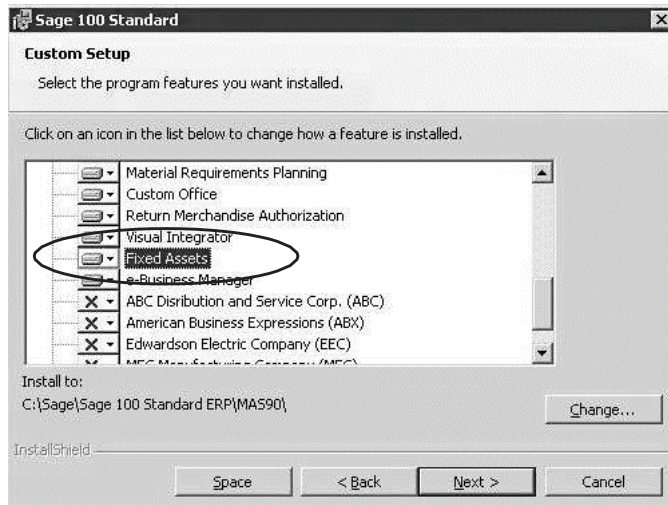 Sage 100 Standard
Custom Setup
Select the program features you want installed.
Click on an icon in the list below to change how a feature is installed.
Material Requirements Planning
Custom Office
Return Merchandise Authorization
Visual Integrator
Fixed Assets
e-Business Manager
ABC Disribution and Service Corp. (ABC)
American Business Expressions (ABX)
Edwardson Electric Company (EEC)
Install to:
C:\Sage\Sage 100 Standard ERP\MAS90\
Change...
InstallShield
Space
< Back
Next >
Cancel